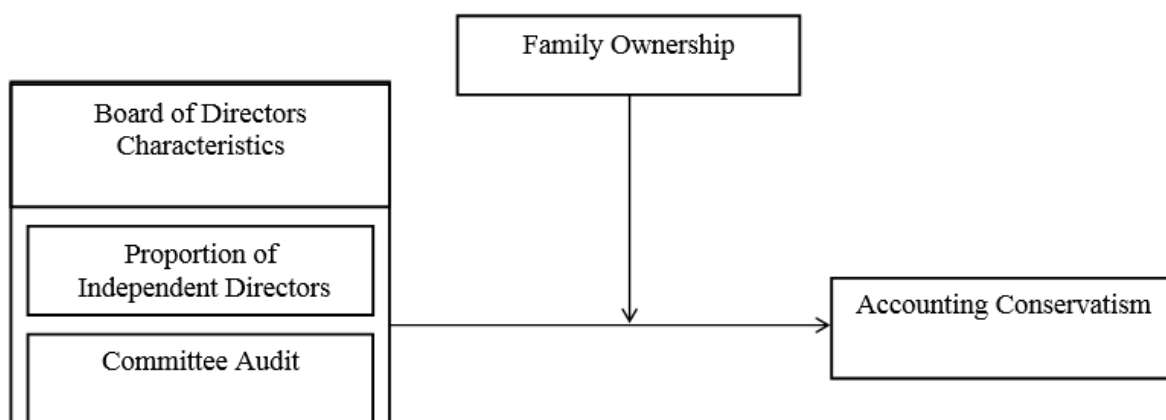 Family Ownership
Board of Directors
Characteristics
Proportion of
Independent Directors
Accounting Conservatism
Committee Audit